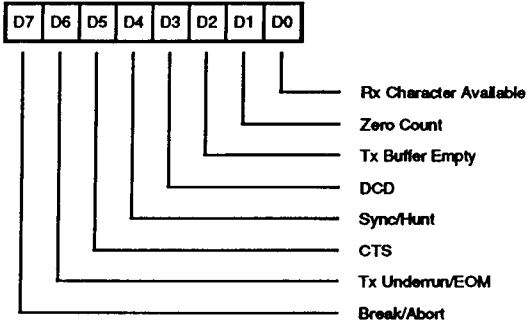 D7 D6 D5 D4 D3 D2 D1 D0
Rx Character Available
Zero Count
Tx Buffer Empty
DCD
Sync/Hunt
CTS
Tx Underrun/EOM
Break/Abort